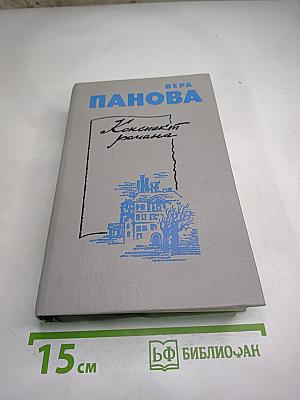 ВЕРА
ПАНОВА
Конспект
романа
15 см
БФ БИБЛИОФАН